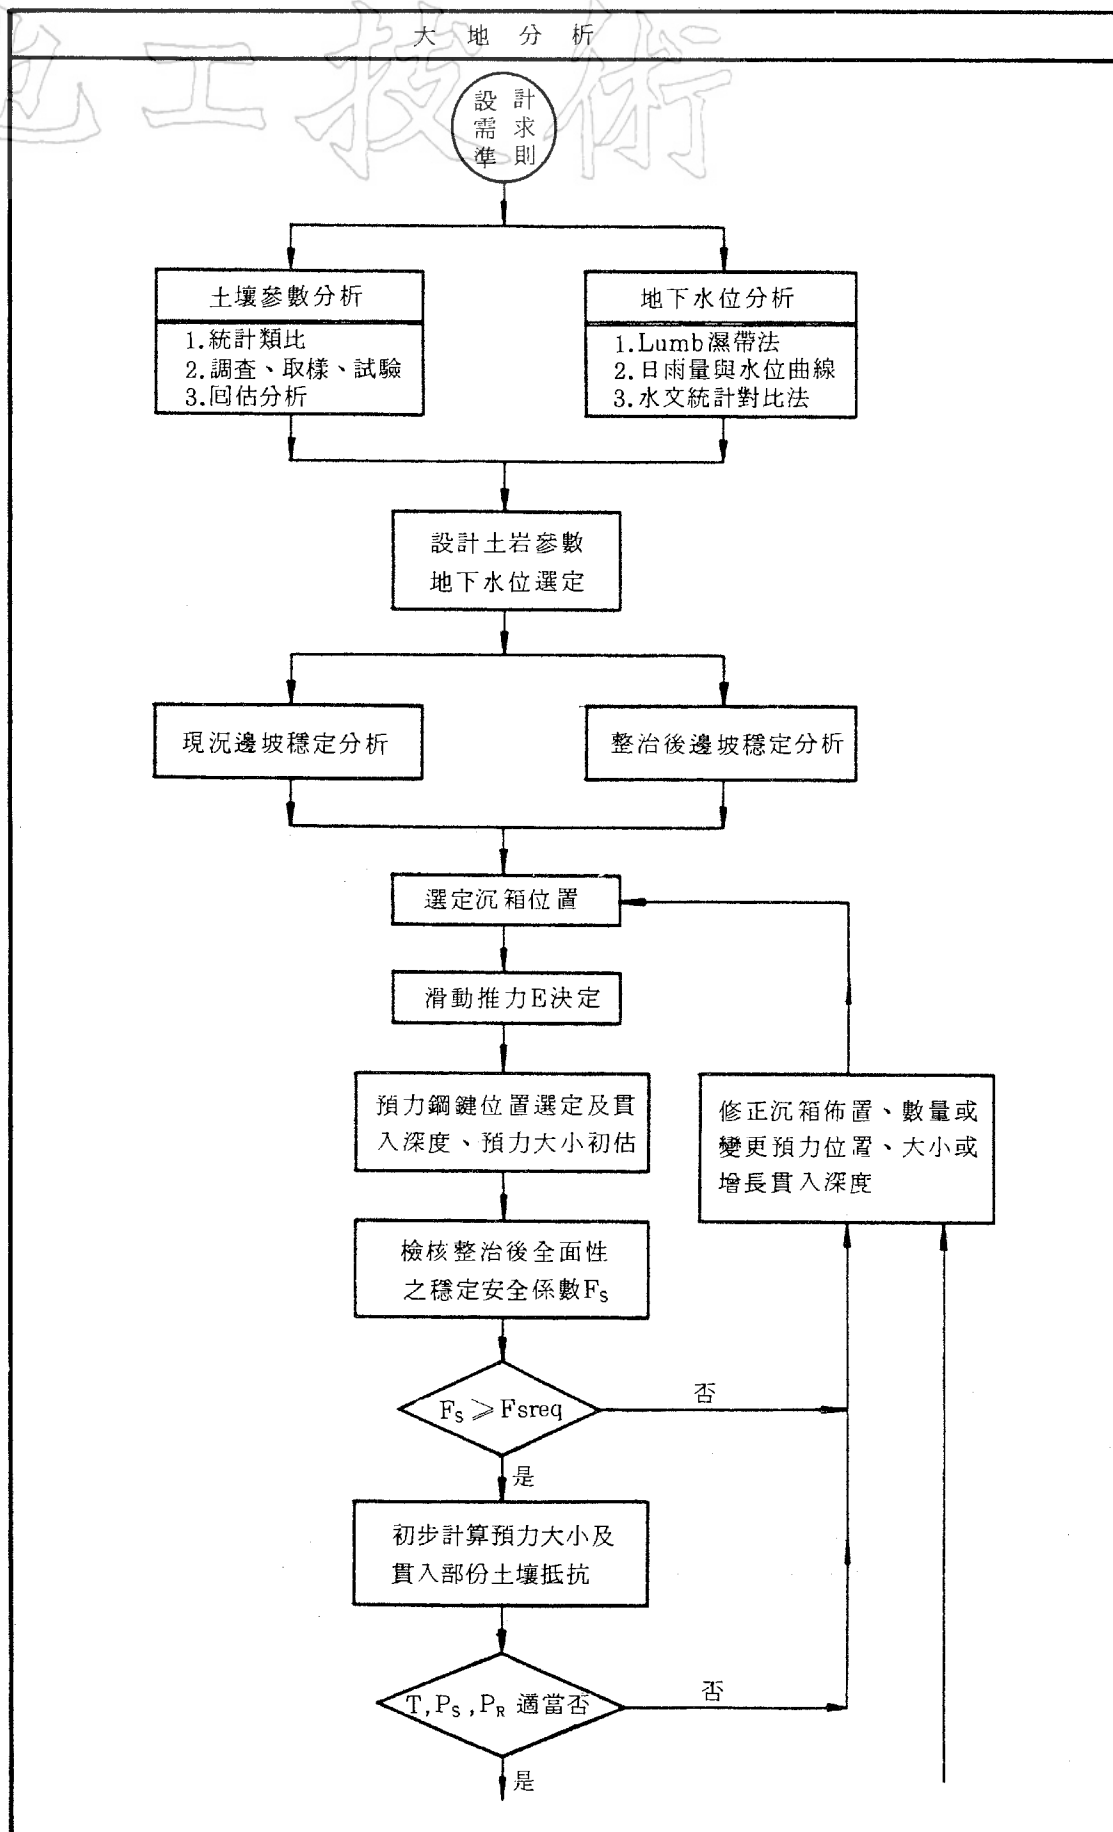 地工技術
大地分析
設計
需求
準則
土壤參數分析
1.統計類比
2.調查、取樣、試驗
3.回估分析
地下水位分析
1.Lumb濕帶法
2.日雨量與水位曲線
3.水文統計對比法
設計土岩參數
地下水位選定
現況邊坡穩定分析
整治後邊坡穩定分析
選定沉箱位置
滑動推力E決定
預力鋼鍵位置選定及貫
入深度、預力大小初估
修正沉箱佈置、數量或
變更預力位置、大小或
增長貫入深度
檢核整治後全面性
之穩定安全係數Fs
Fs≥Fsreq
否
是
初步計算預力大小及
貫入部份土壤抵抗
T,Ps,PR 適當否
否
是